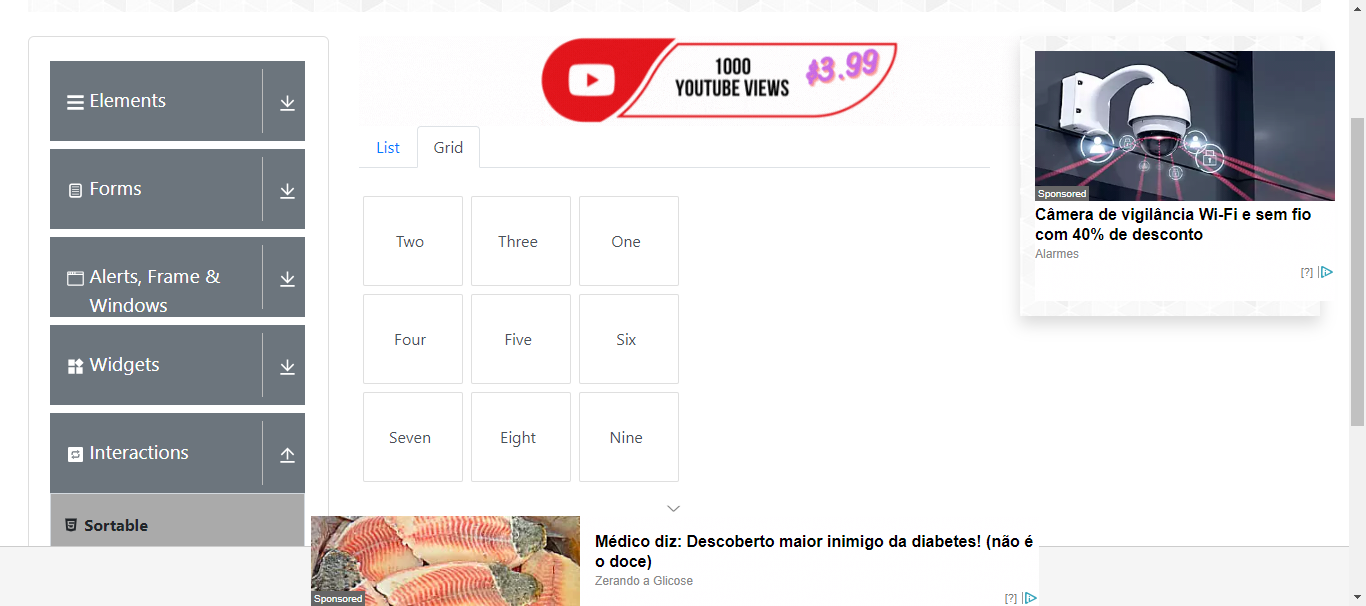 Elements
Forms
Alerts, Frame &
Windows
Widgets
Interactions
Sortable
1000
YOUTUBE VIEWS
$3.99
List
Grid
Two
Three
One
Four
Five
Six
Seven
Eight
Nine
Sponsored
Câmera de vigilância Wi-Fi e sem fio
com 40% de desconto
Alarmes
[?]
Sponsored
Médico diz: Descoberto maior inimigo da diabetes! (não é
o doce)
Zerando a Glicose
[?]